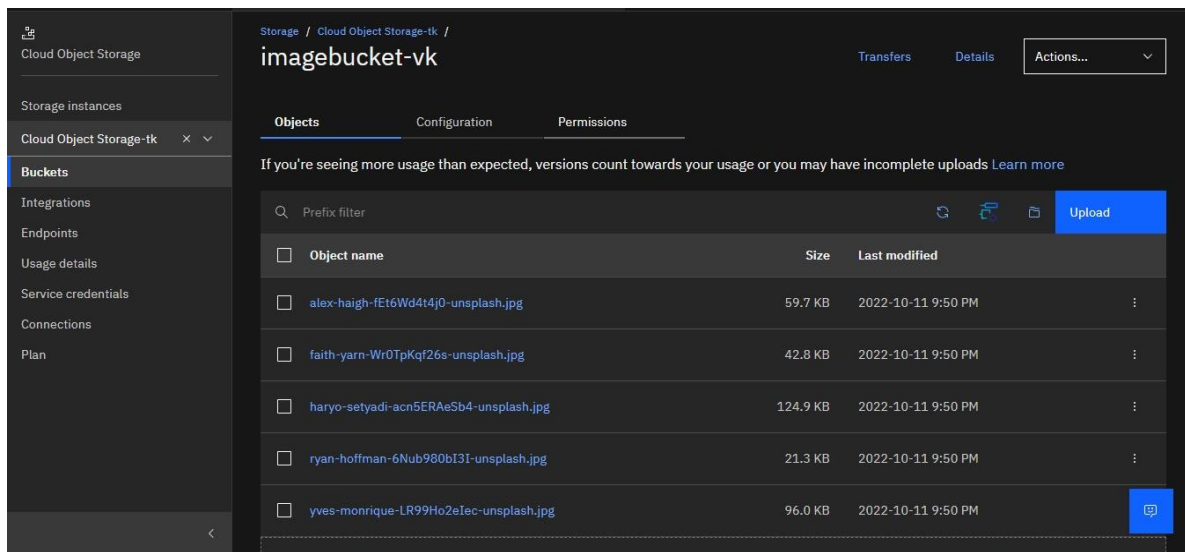 Cloud Object Storage
Storage instances
Cloud Object Storage-tk
Buckets
Integrations
Endpoints
Usage details
Service credentials
Connections
Plan
Storage / Cloud Object Storage-tk /
imagebucket-vk
Transfers Details Actions...
Objects Configuration Permissions
If you're seeing more usage than expected, versions count towards your usage or you may have incomplete uploads Learn more
Prefix filter Upload
Object name Size Last modified
alex-haigh-fEt6Wd4t4j0-unsplash.jpg 59.7 KB 2022-10-11 9:50 PM
faith-yarn-Wr0TpKqf26s-unsplash.jpg 42.8 KB 2022-10-11 9:50 PM
haryo-setyadi-acn5ERAeSb4-unsplash.jpg 124.9 KB 2022-10-11 9:50 PM
ryan-hoffman-6Nub980bI3I-unsplash.jpg 21.3 KB 2022-10-11 9:50 PM
yves-monrique-LR99Ho2eIec-unsplash.jpg 96.0 KB 2022-10-11 9:50 PM